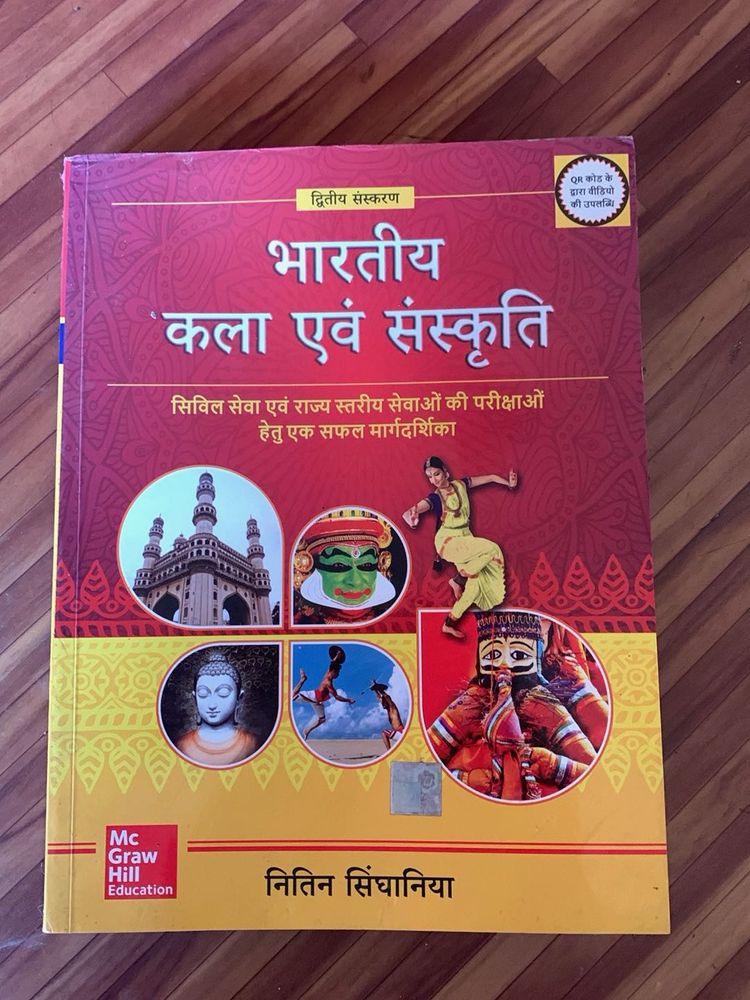 द्वितीय संस्करण
QR कोड के
द्वारा वीडियो
की उपलब्धि
भारतीय
कला एवं संस्कृति
सिविल सेवा एवं राज्य स्तरीय सेवाओं की परीक्षाओं
हेतु एक सफल मार्गदर्शिका
Mc
Graw
Hill
Education
नितिन सिंघानिया